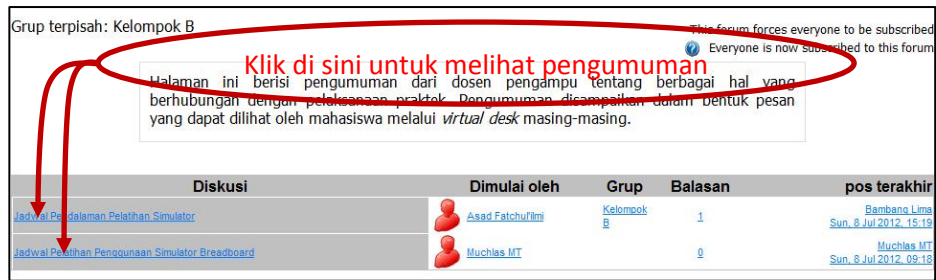 Grup terpisah: Kelompok B
This forum forces everyone to be subscribed
Everyone is now subscribed to this forum
Klik di sini untuk melihat pengumuman
Halaman ini berisi pengumuman dari dosen pengampu tentang berbagai hal yang
berhubungan dengan pelaksanaan praktek. Pengumuman disampaikan dalam bentuk pesan
yang dapat dilihat oleh mahasiswa melalui virtual desk masing-masing.
Diskusi Dimulai oleh Grup Balasan pos terakhir
Jadwal Pendalaman Pelatihan Simulator Asad Fatchul'ilmi Kelompok B 1 Bambang Lima
Sun, 8 Jul 2012, 15:19
Jadwal Pelatihan Penggunaan Simulator Breadboard Muchlas MT 0 Muchlas MT
Sun, 8 Jul 2012, 09:18